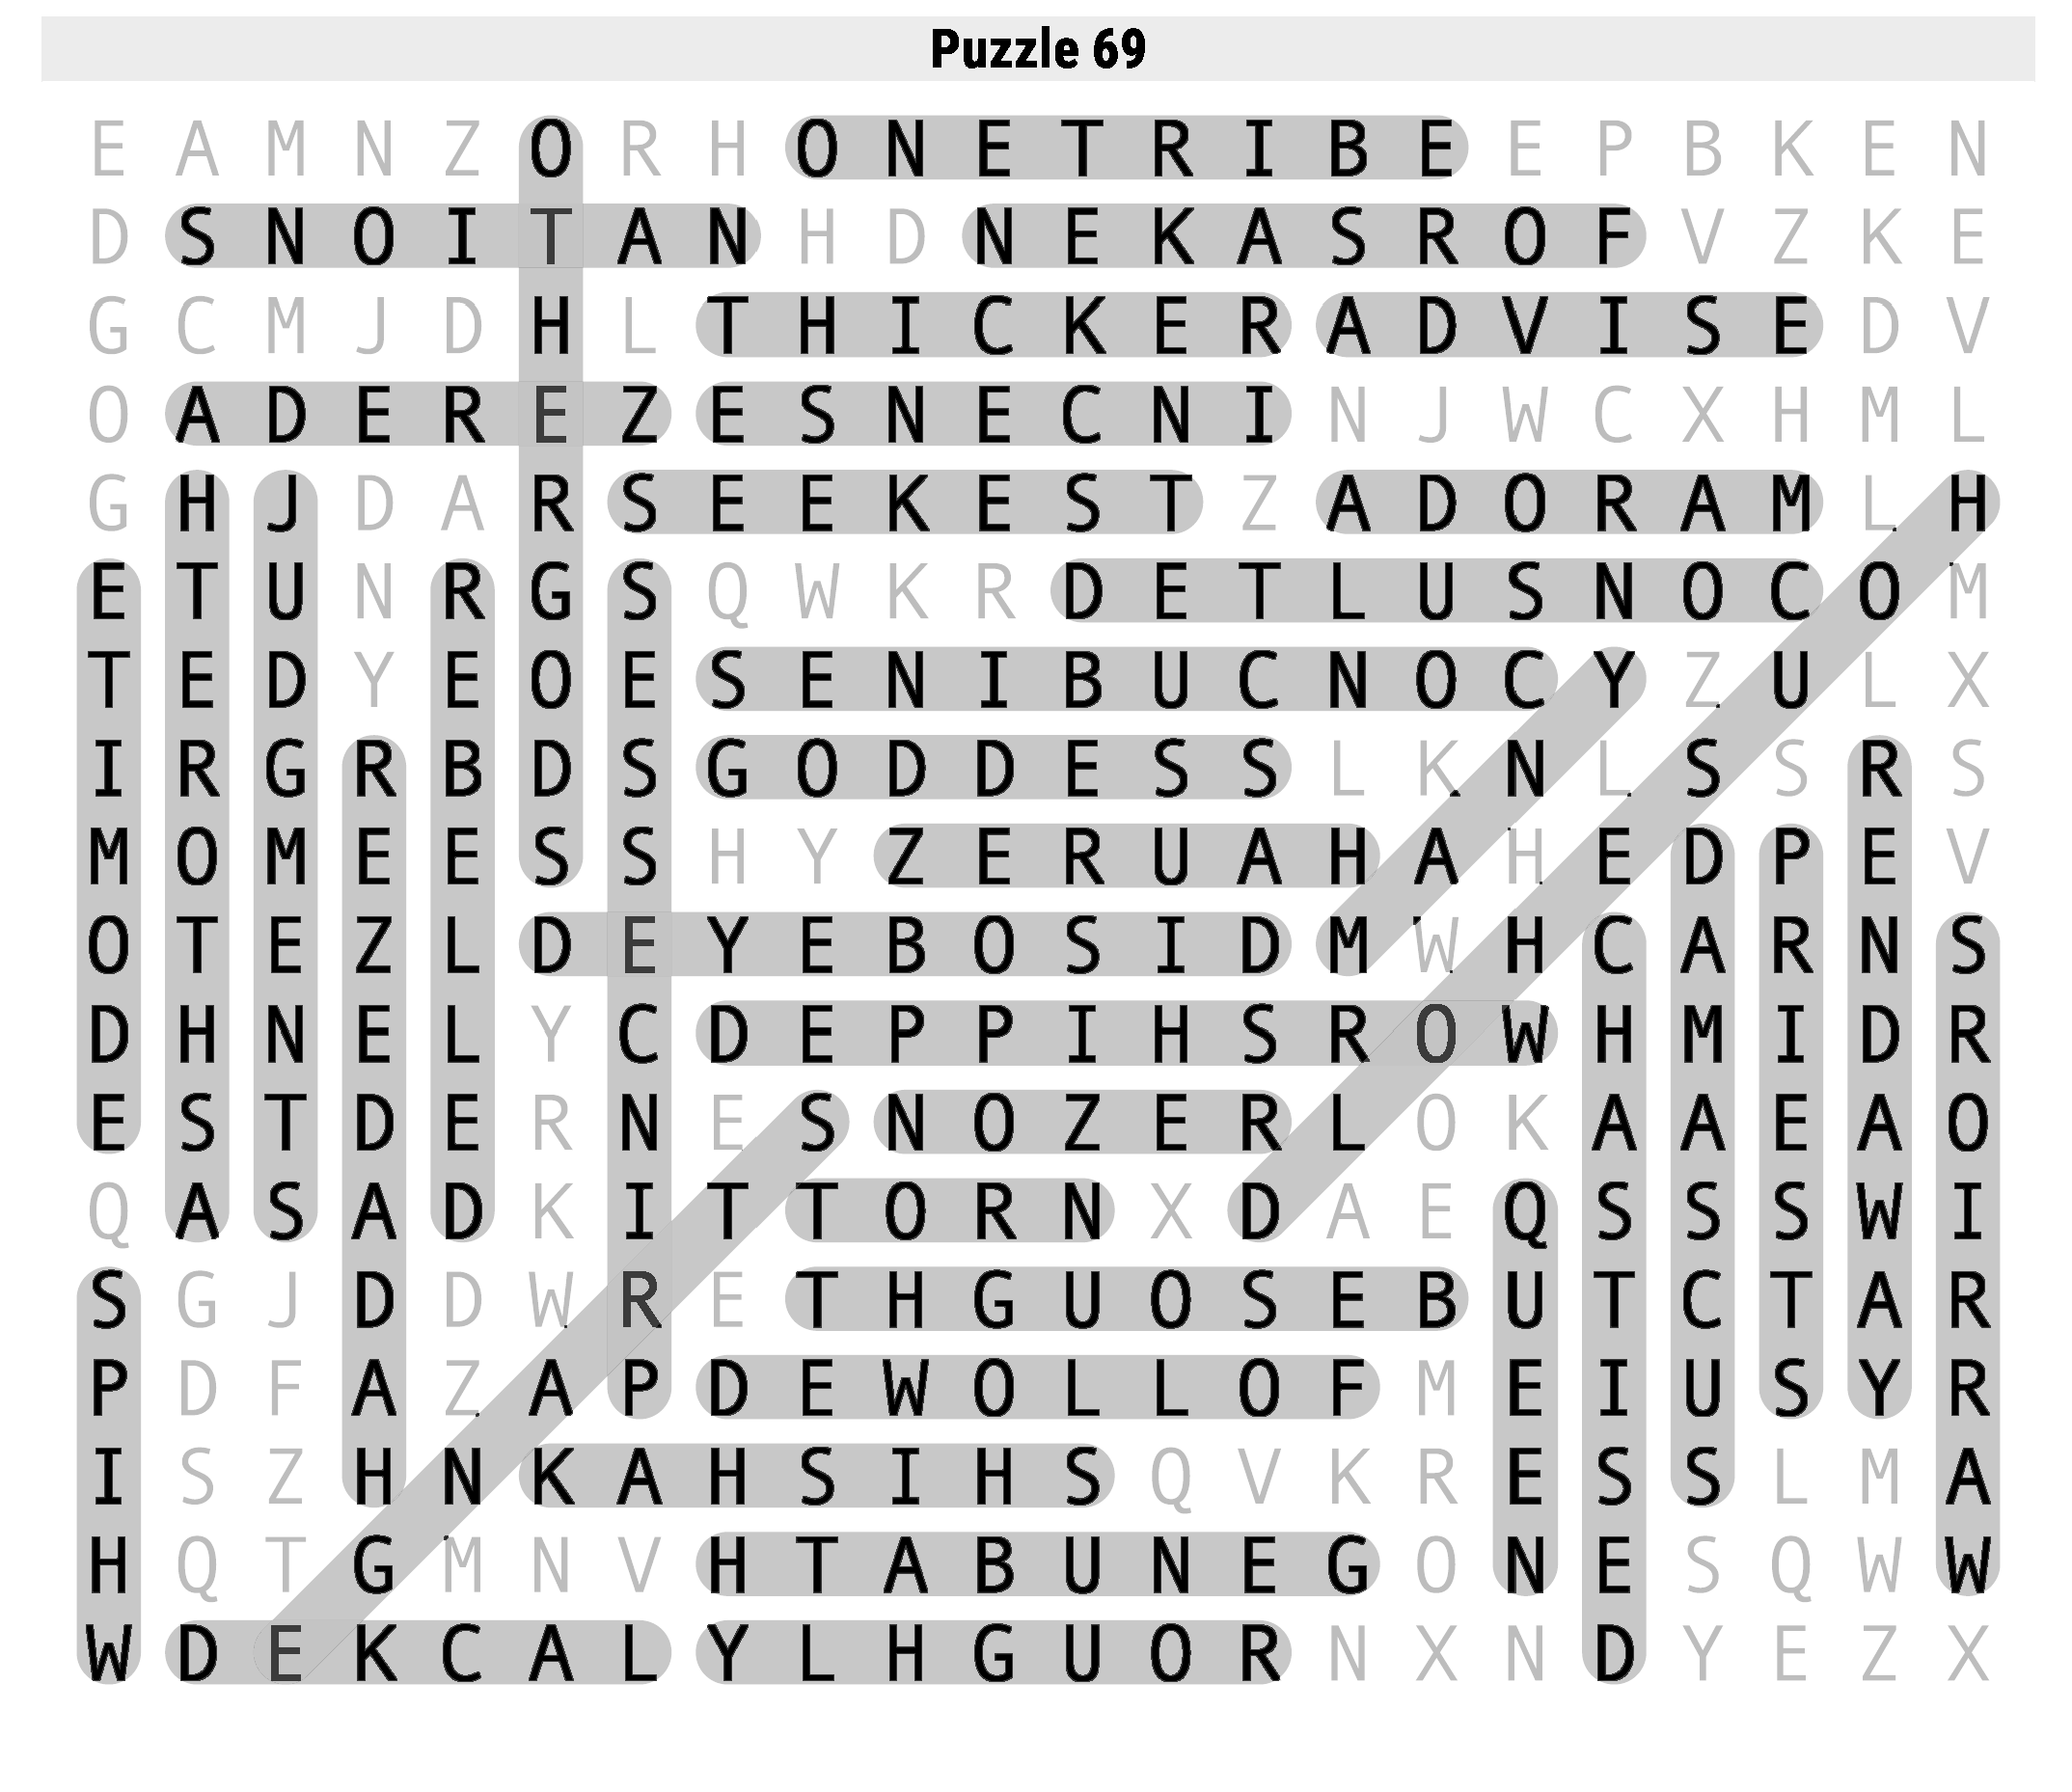 Puzzle 69
E A M N Z O R H O N E T R I B E E P B K E N
D S N O I T A N H D N E K A S R O F V Z K E
G C M J D H L T H I C K E R A D V I S E D V
O A D E R E Z E S N E C N I N J W C X H M L
G H J D A R S E E K E S T Z A D O R A M L H
E T U N R G S Q W K R D E T L U S N O C O M
T E D Y E O E S E N I B U C N O C Y Z U L X
I R G R B D S G O D D E S S L K N L S S R S
M O M E E S S H Y Z E R U A H A H E D P E V
O T E Z L D E Y E B O S I D M W H C A R N S
D H N E L Y C D E P P I H S R O W H M I D R
E S T D E R N E S N O Z E R L O K A A E A O
Q A S A D K I T T O R N X D A E Q S S S W I
S G J D D W R E T H G U O S E B U T C T A R
P D F A Z A P D E W O L L O F M E I U S Y R
I S Z H N K A H S I H S Q V K R E S S L M A
H Q T G M N V H T A B U N E G O N E S Q W W
W D E K C A L Y L H G U O R N X N D Y E Z X